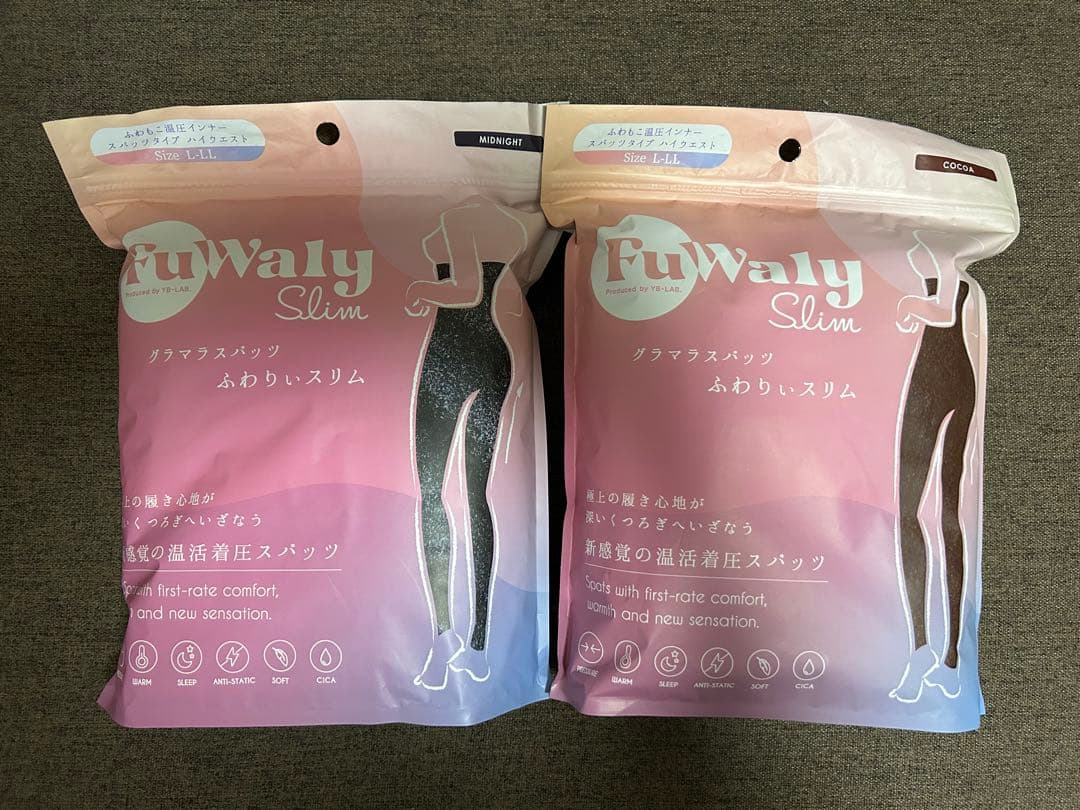 ふわもこ温圧インナー
スパッツタイプ ハイウエスト
Size L-LL
MIDNIGHT
FuWaly
Produced by YB-LAB.
Slim
グラマラスパッツ
ふわりぃスリム
上の履き心地が
いくつろぎへいざなう
感覚の温活着圧スパッツ
with first-rate comfort,
and new sensation.
WARM
SLEEP
ANTI-STATIC
SOFT
CICA
ふわもこ温圧インナー
スパッツタイプ ハイウエスト
Size L-LL
COCOA
FuWaly
Produced by YB-LAB.
Slim
グラマラスパッツ
ふわりぃスリム
極上の履き心地が
深いくつろぎへいざなう
新感覚の温活着圧スパッツ
Spats with first-rate comfort,
warmth and new sensation.
PRESSURE
WARM
SLEEP
ANTI-STATIC
SOFT
CICA